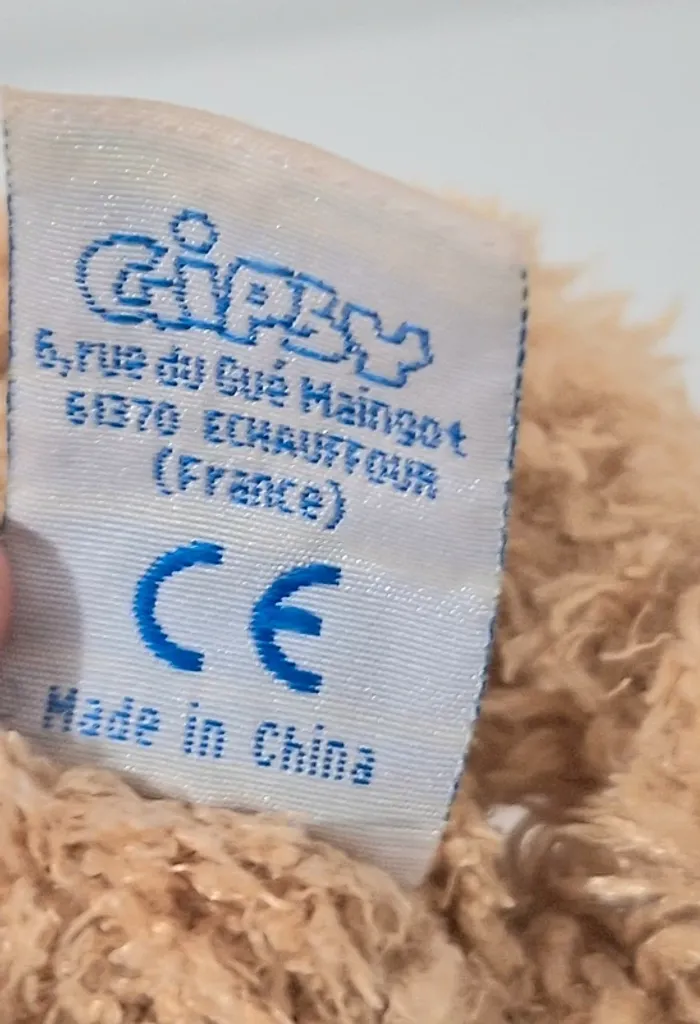 GiPSY
6, rue du Gué Maingot
61370 ECHAUFFOUR
(France)
CE
Made in China